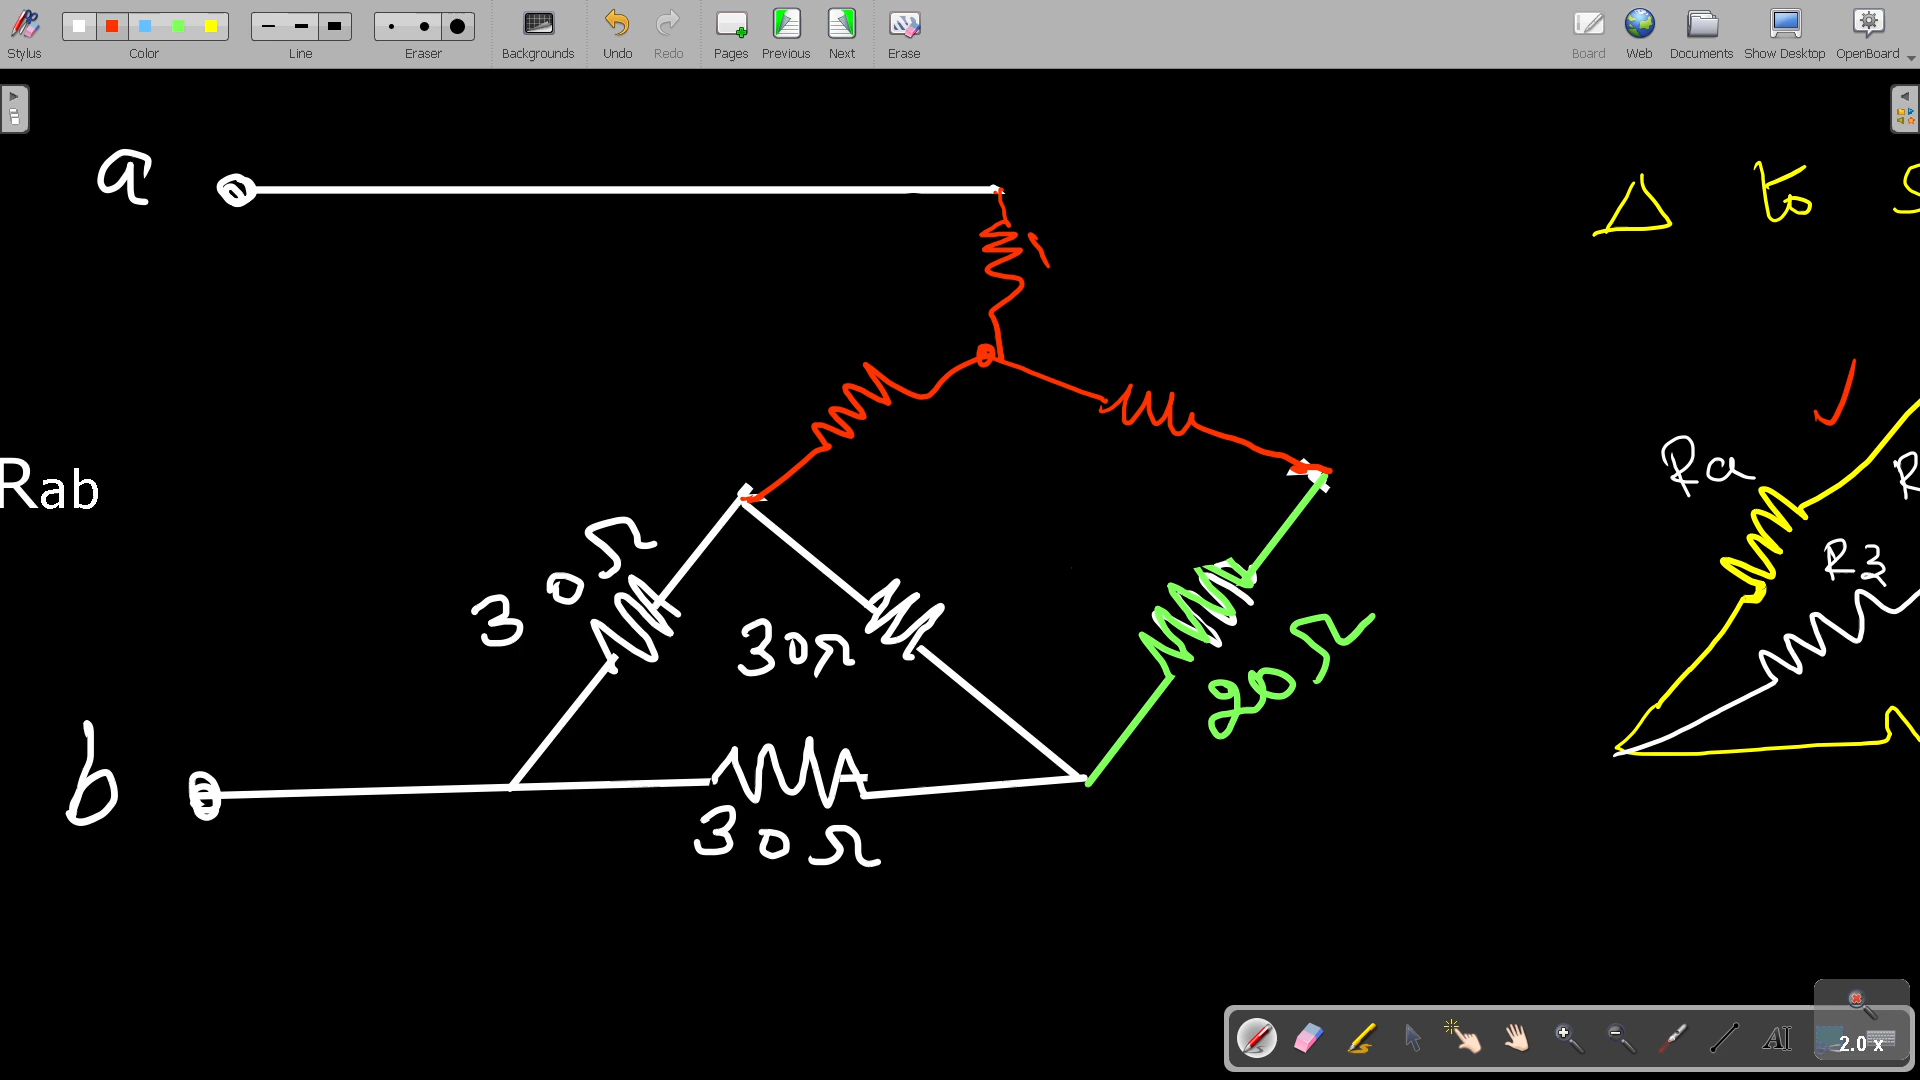 Stylus Color Line Eraser Backgrounds Undo Redo Pages Previous Next Erase Board Web Documents Show Desktop OpenBoard
a
Δ to
Ra
Rab
R3
30Ω
30Ω
20Ω
b
30Ω
2.0 x